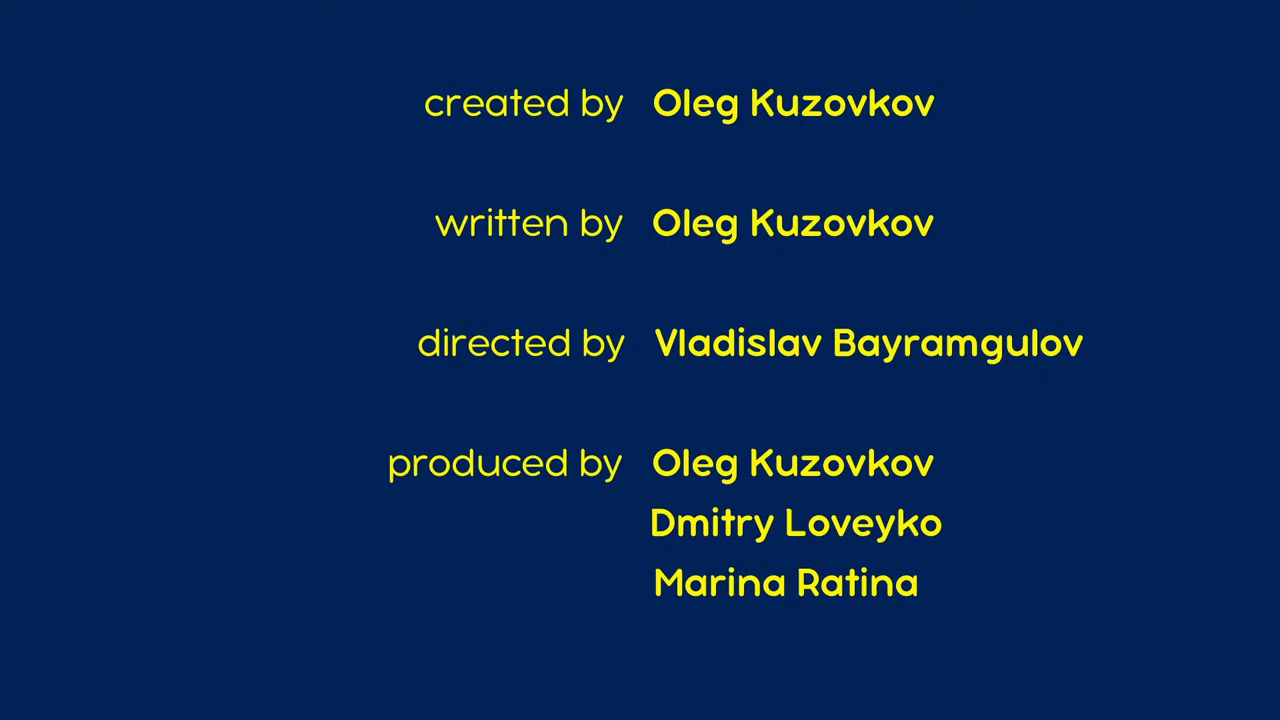 created by Oleg Kuzovkov
written by Oleg Kuzovkov
directed by Vladislav Bayramgulov
produced by Oleg Kuzovkov
Dmitry Loveyko
Marina Ratina